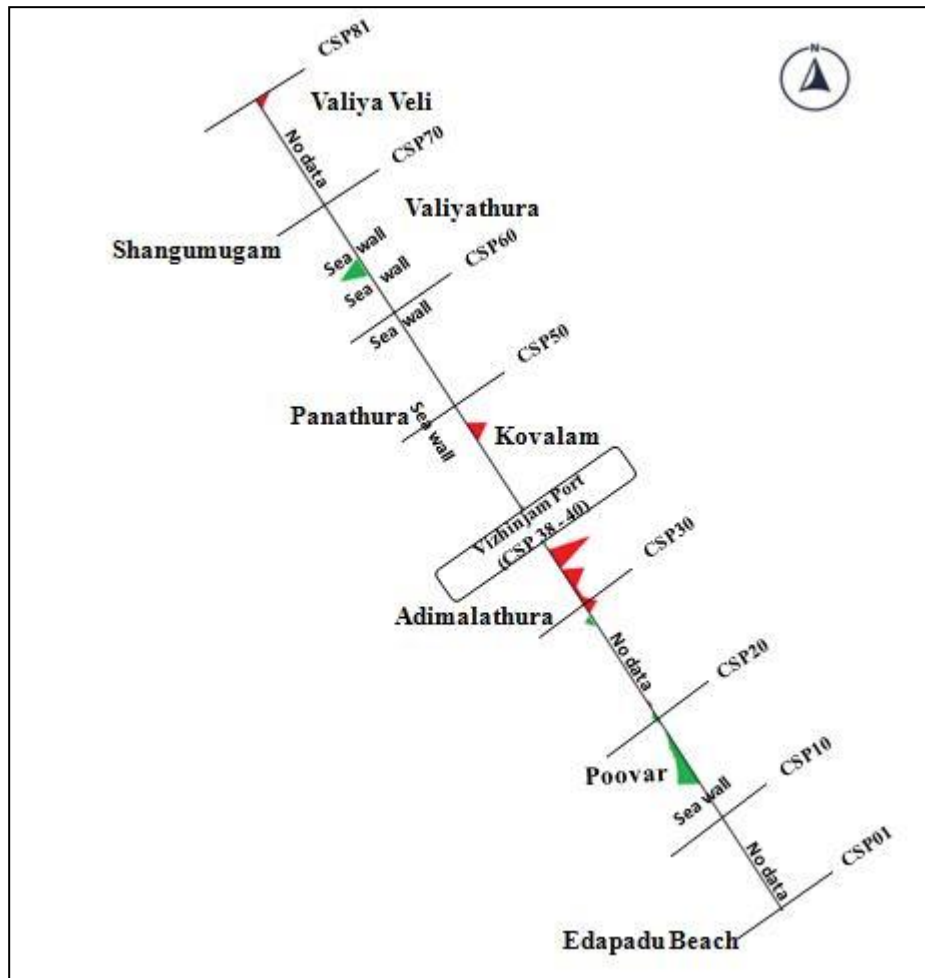 N
CSP81
Valiya Veli
No data
CSP70
Valiyathura
Shangumugam
Sea wall
CSP60
Sea wall
Sea wall
CSP50
Panathura
Sea wall
Kovalam
Vizhinjam Port
(CSP 38 - 40)
CSP30
Adimalathura
No data
CSP20
Poovar
CSP10
Sea wall
No data
CSP01
Edapadu Beach